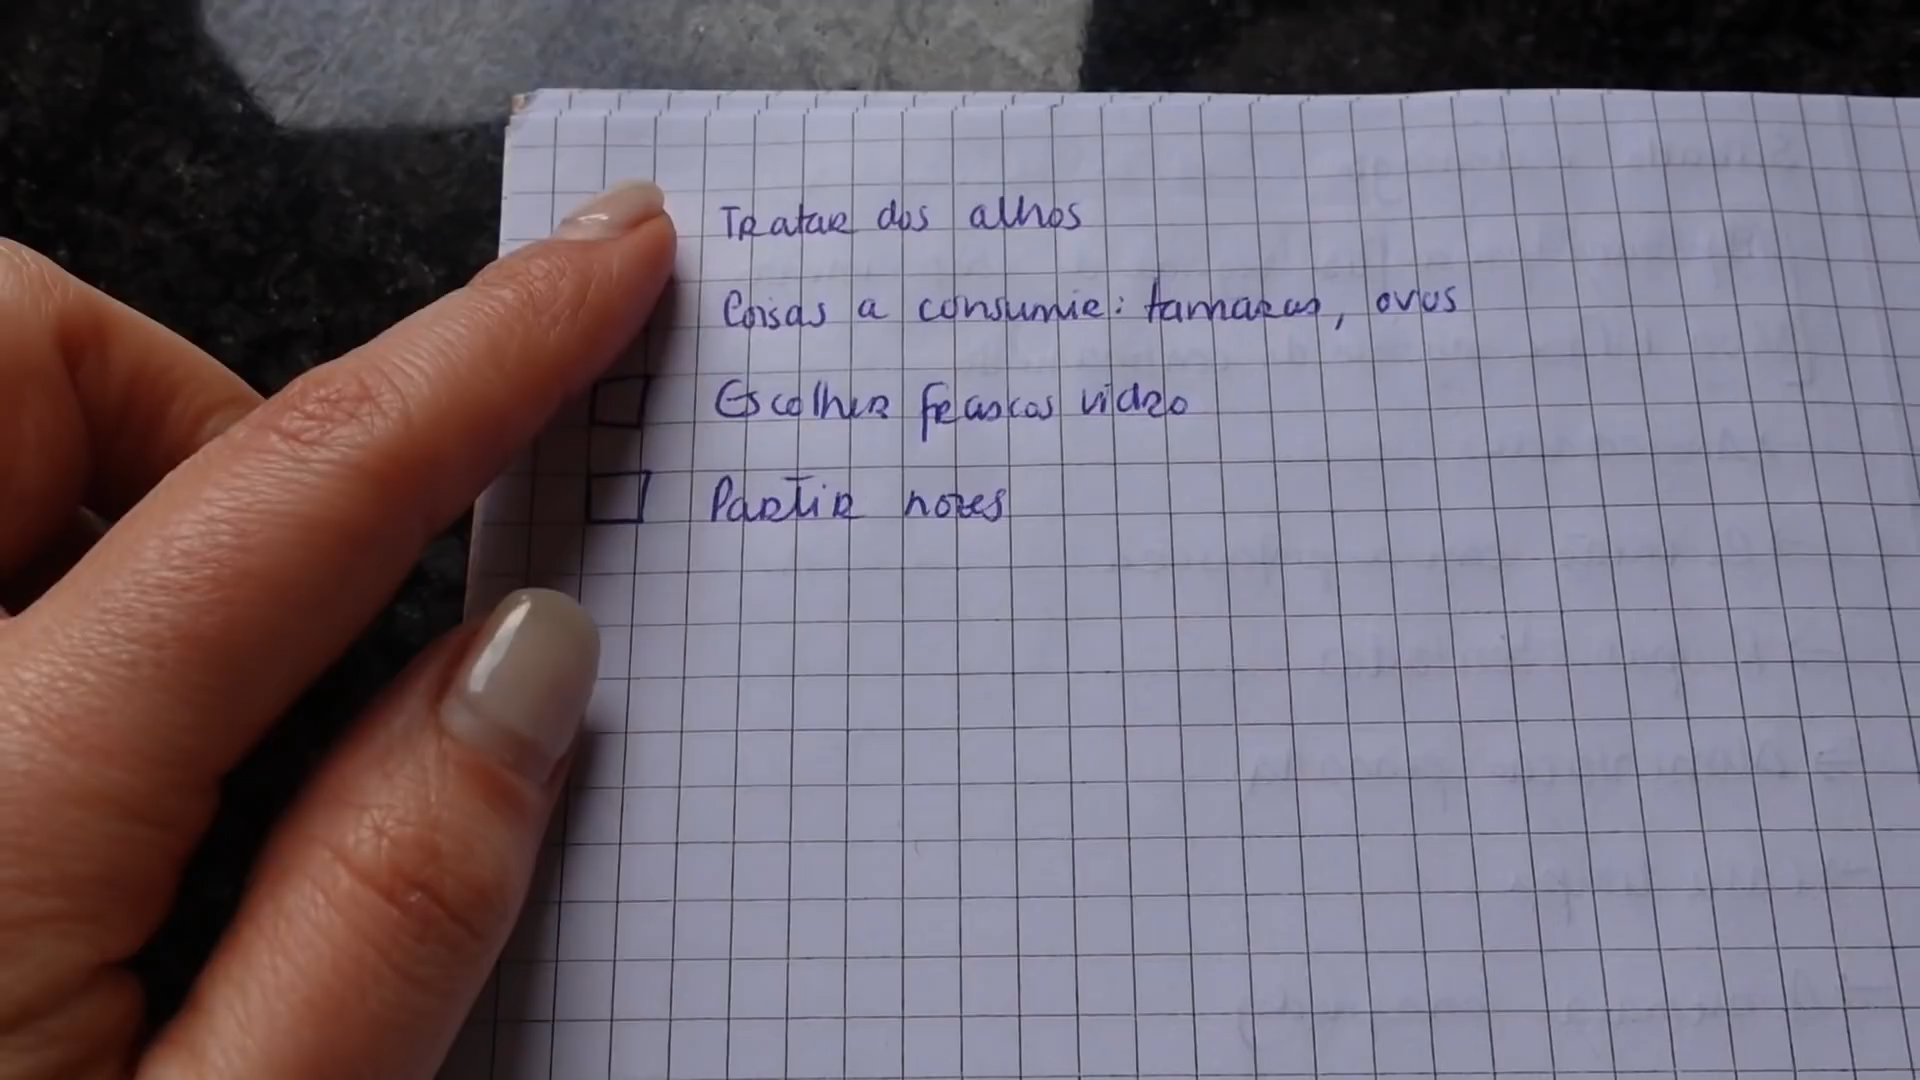 Tratar dos alhos
Coisas a consumir: tamaras, ovos
Escolher frascos vidro
Partir nozes